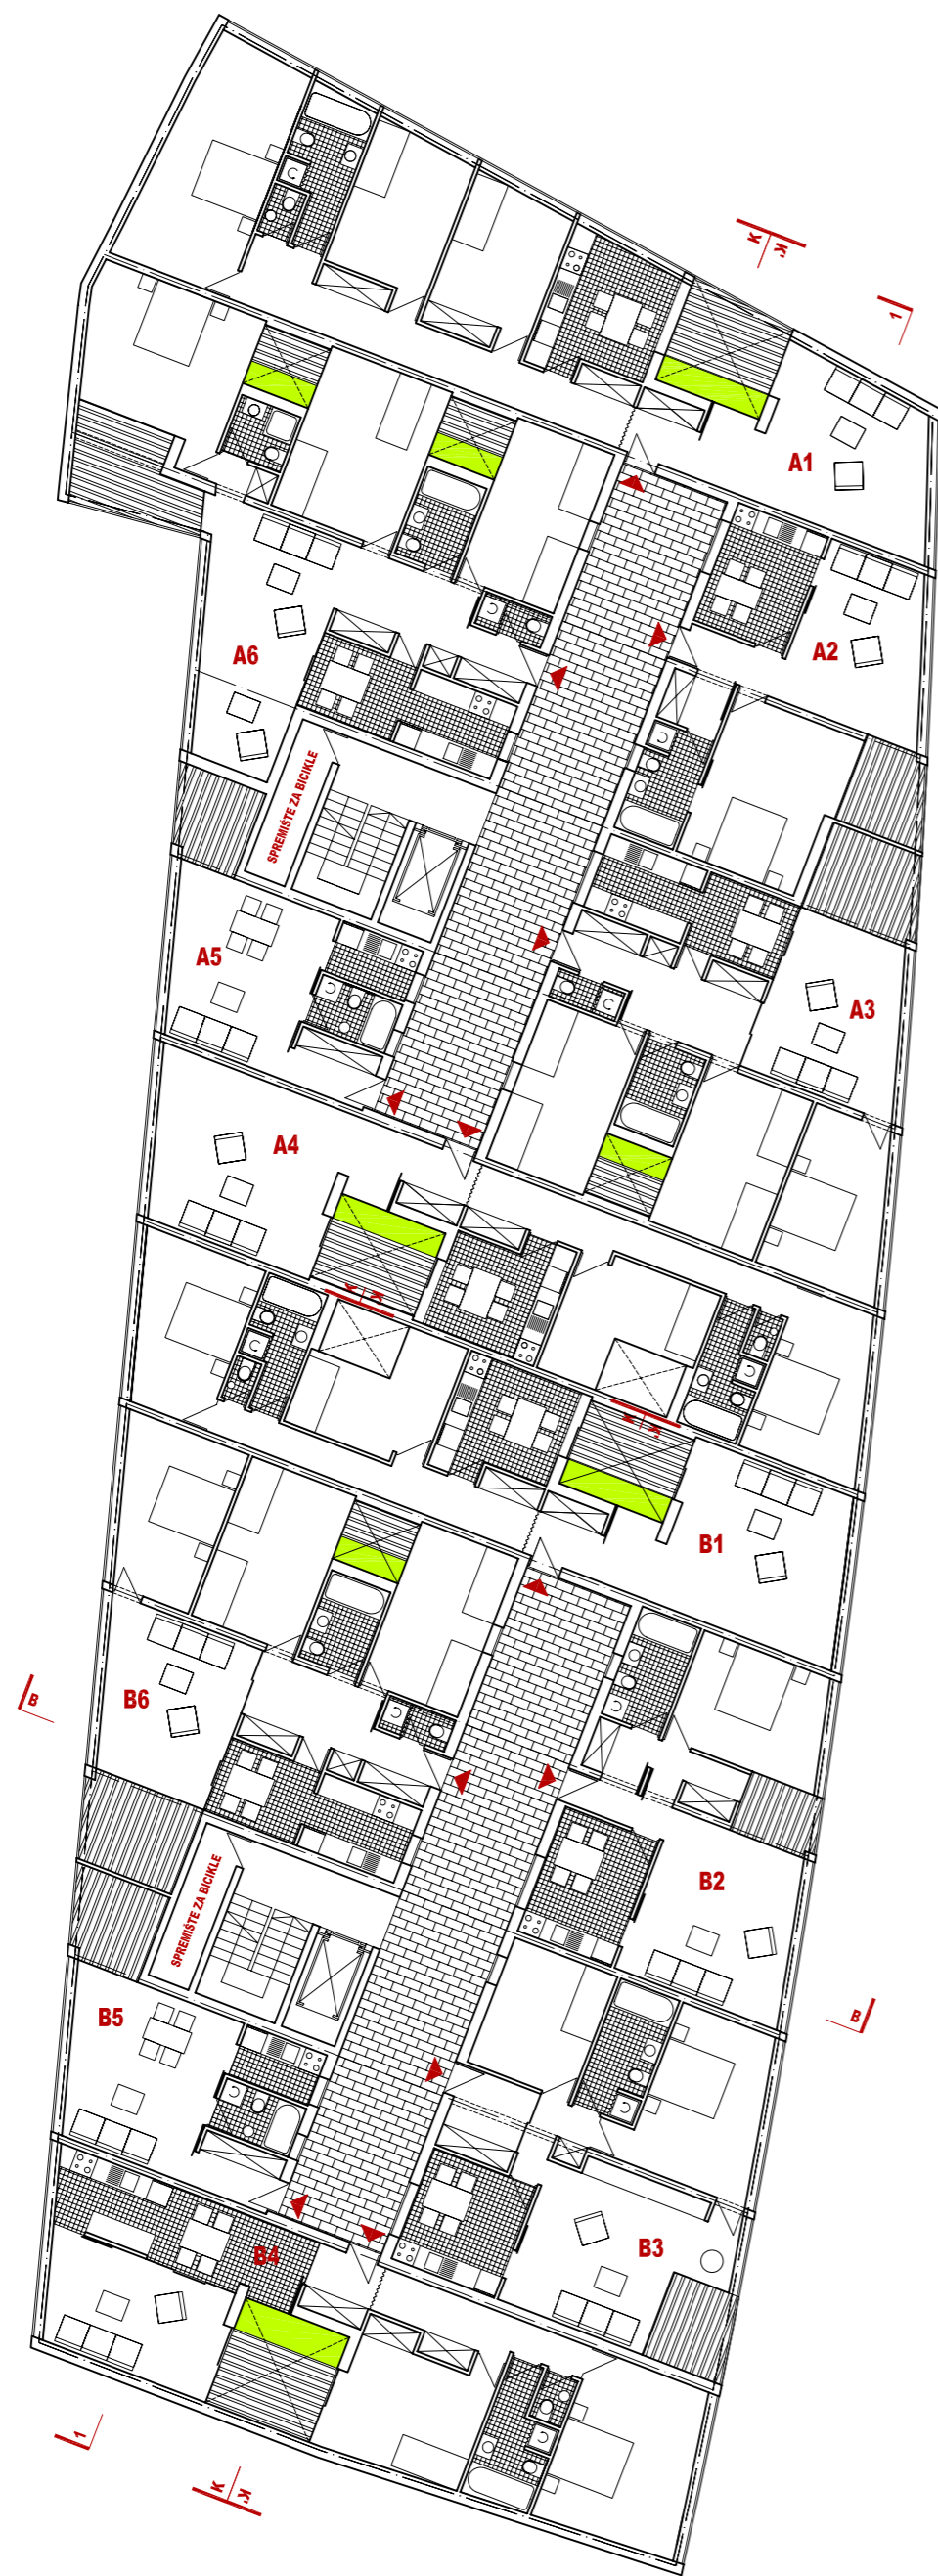 K
K'
1
A1
A2
A6
SPREMIŠTE ZA BICIKLE
A5
A3
A4
K
K'
K
K'
B1
B6
B
B2
SPREMIŠTE ZA BICIKLE
B5
B
B4
B3
1
K
K'